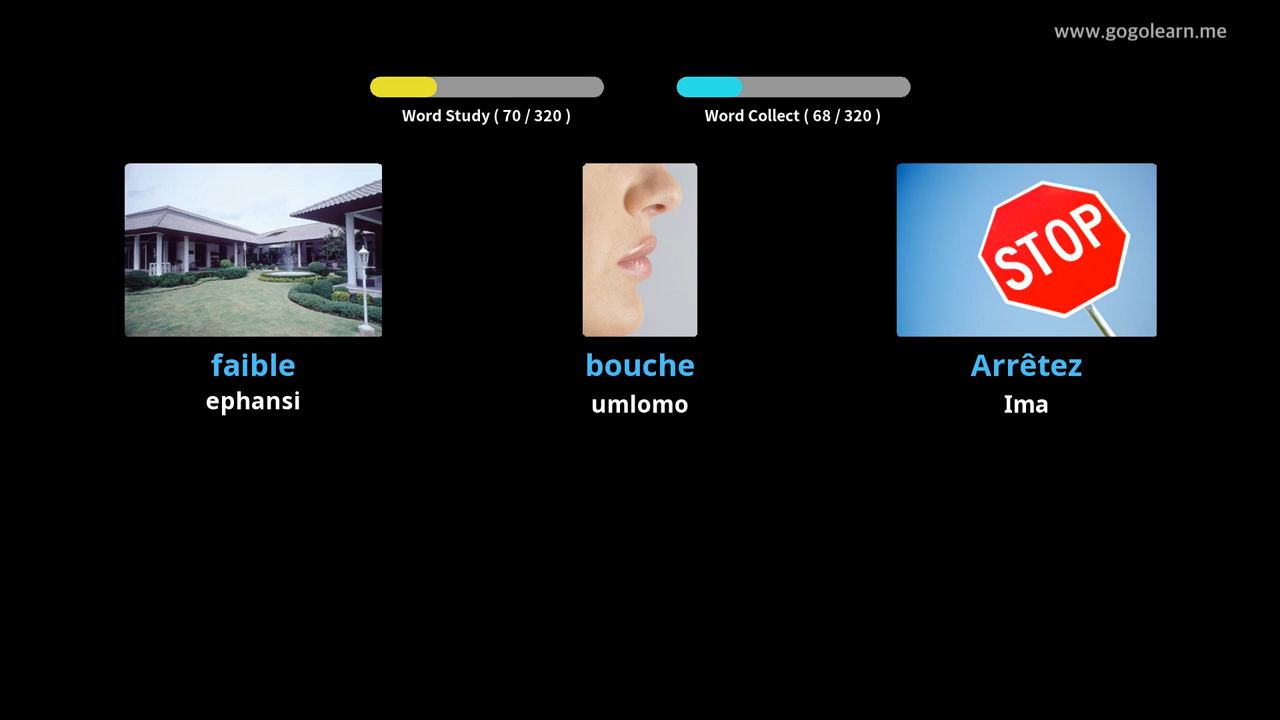 www.gogolearn.me
Word Study ( 70 / 320 )
Word Collect ( 68 / 320 )
STOP
faible
bouche
Arrêtez
ephansi
umlomo
Ima